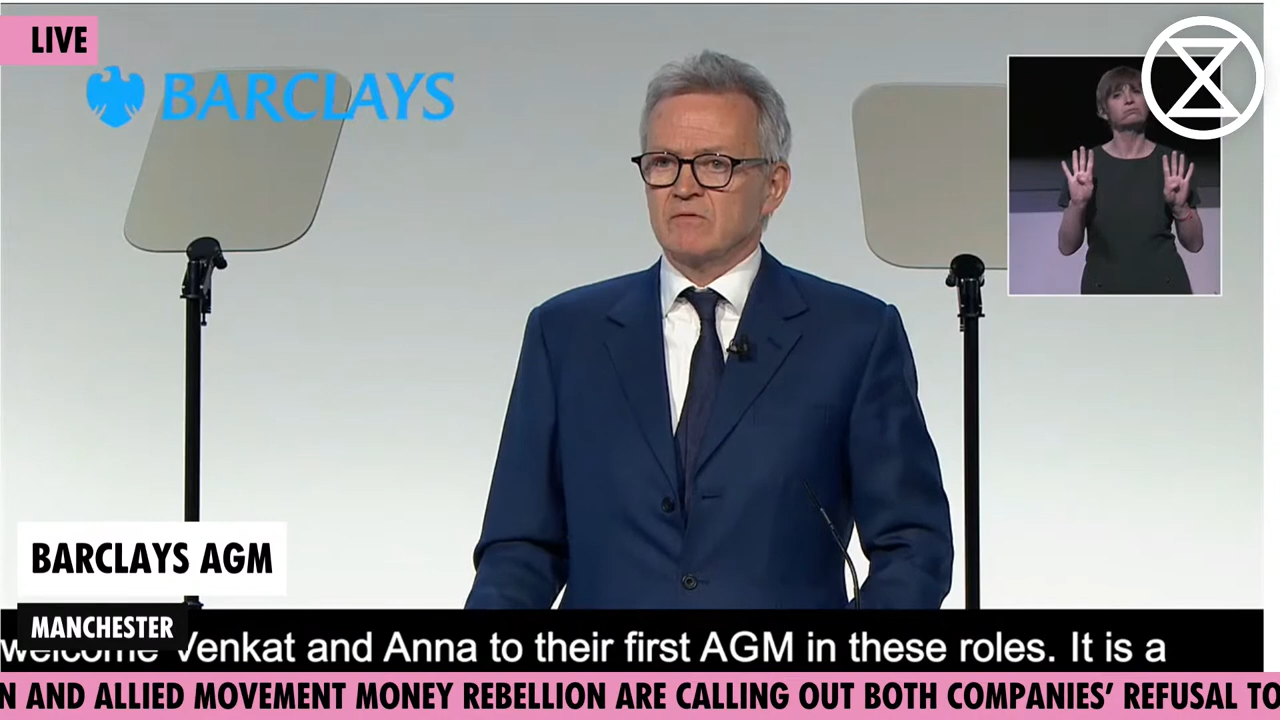 LIVE
BARCLAYS
BARCLAYS AGM
MANCHESTER
welcome Venkat and Anna to their first AGM in these roles. It is a
N AND ALLIED MOVEMENT MONEY REBELLION ARE CALLING OUT BOTH COMPANIES’ REFUSAL TO